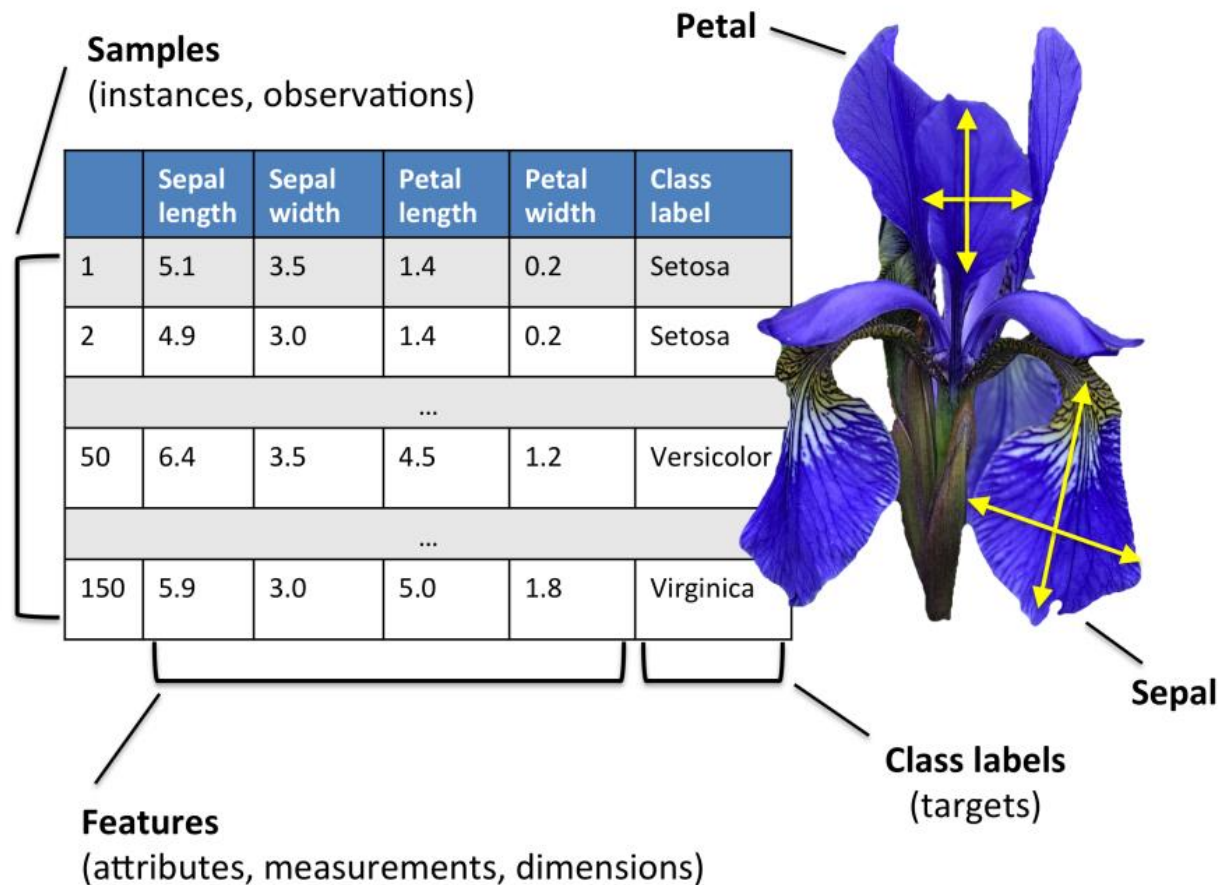 Samples
(instances, observations)
Petal
Sepal length Sepal width Petal length Petal width Class label
1 5.1 3.5 1.4 0.2 Setosa
2 4.9 3.0 1.4 0.2 Setosa
...
50 6.4 3.5 4.5 1.2 Versicolor
...
150 5.9 3.0 5.0 1.8 Virginica
Sepal
Class labels
(targets)
Features
(attributes, measurements, dimensions)